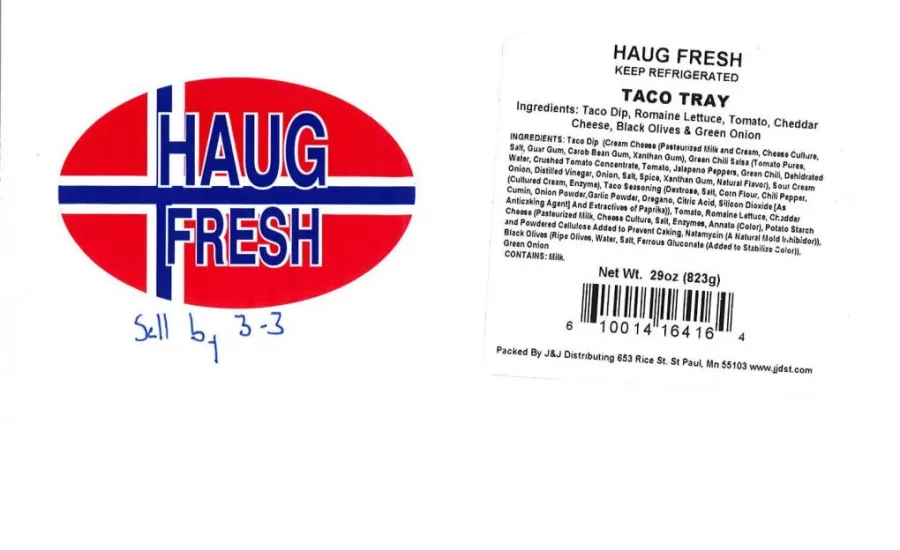 HAUG
FRESH
Sell by 3-3
HAUG FRESH
KEEP REFRIGERATED
TACO TRAY
Ingredients: Taco Dip, Romaine Lettuce, Tomato, Cheddar
Cheese, Black Olives & Green Onion
INGREDIENTS: Taco Dip (Cream Cheese (Pasteurized Milk and Cream, Cheese Culture,
Salt, Guar Gum, Carob Bean Gum, Xanthan Gum), Green Chili Salsa (Tomato Puree,
Water, Crushed Tomato Concentrate, Tomato, Jalapeno Peppers, Green Chili, Dehidrated
Onion, Distilled Vinegar, Onion, Salt, Spice, Xanthan Gum, Natural Flavor), Sour Cream
(Cultured Cream, Enzyme), Taco Seasoning (Dextrose, Salt, Corn Flour, Chili Pepper,
Cumin, Onion Powder,Garlic Powder, Oregano, Citric Acid, Silicon Dioxide [As
Anticaking Agent] And Extractives of Paprika)), Tomato, Romaine Lettuce, Cheddar
Cheese (Pasteurized Milk, Cheese Culture, Salt, Enzymes, Annato (Color), Potato Starch
and Powdered Cellulose Added to Prevent Caking, Natamycin (A Natural Mold Inhibidor)),
Black Olives (Ripe Olives, Water, Salt, Ferrous Gluconate (Added to Stabilize Color)),
Green Onion
CONTAINS: Milk.
Net Wt. 29oz (823g)
6 10014 16416 4
Packed By J&J Distributing 653 Rice St. St Paul, Mn 55103 www.jjdst.com